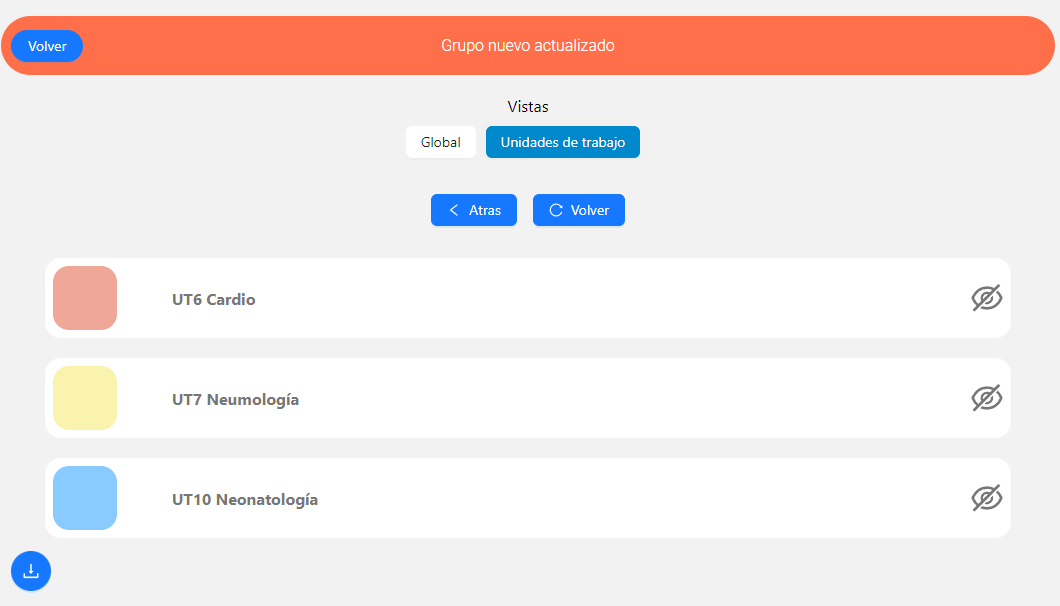 Volver
Grupo nuevo actualizado
Vistas
Global
Unidades de trabajo
Atras
Volver
UT6 Cardio
UT7 Neumología
UT10 Neonatología